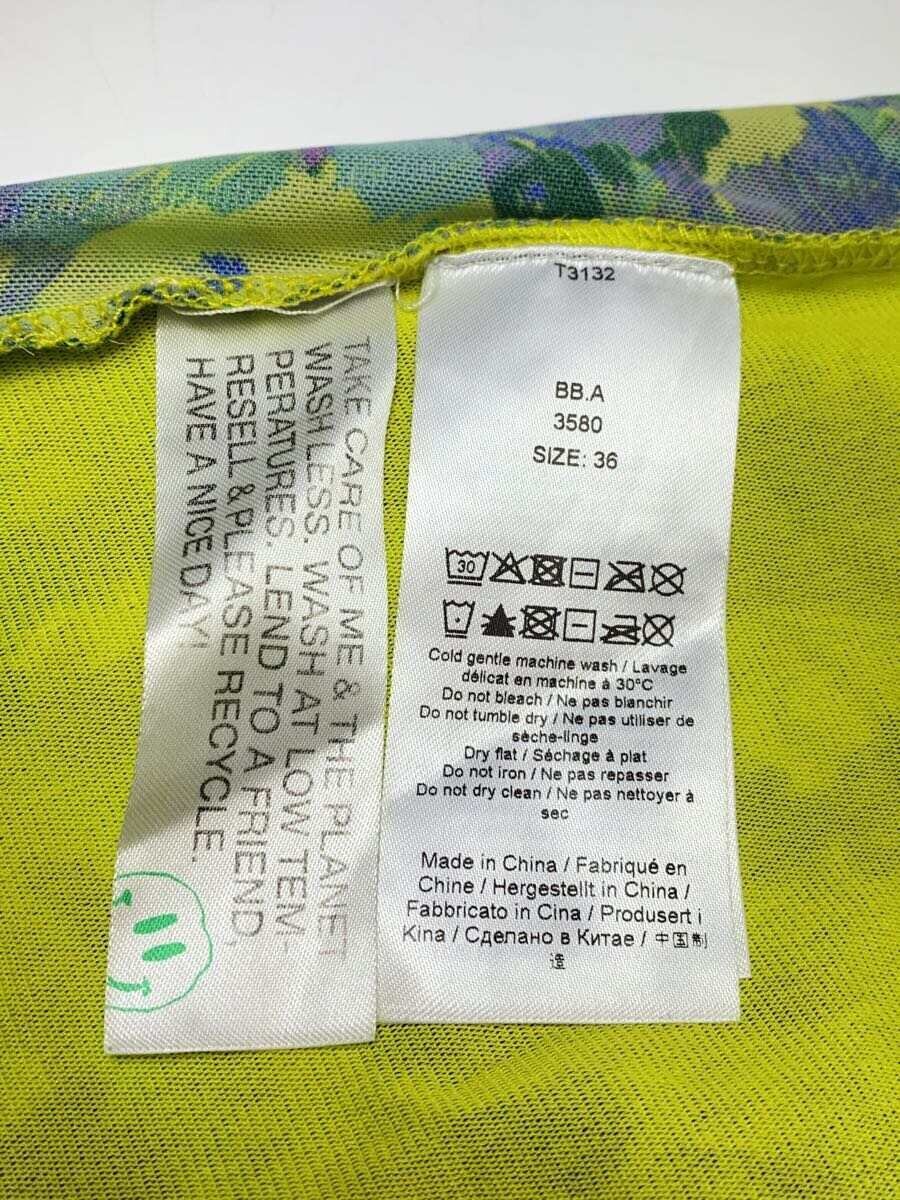 TAKE CARE OF ME & THE PLANET
WASH LESS. WASH AT LOW TEM-
PERATURES. LEND TO A FRIEND,
RESELL & PLEASE RECYCLE.
HAVE A NICE DAY!
T3132
BB.A
3580
SIZE: 36
30
Cold gentle machine wash / Lavage
délicat en machine à 30°C
Do not bleach / Ne pas blanchir
Do not tumble dry / Ne pas utiliser de
sèche-linge
Dry flat / Séchage à plat
Do not iron / Ne pas repasser
Do not dry clean / Ne pas nettoyer à
sec
Made in China / Fabriqué en
Chine / Hergestellt in China /
Fabbricato in Cina / Produsert i
Kina / Сделано в Китае / 中国制
造